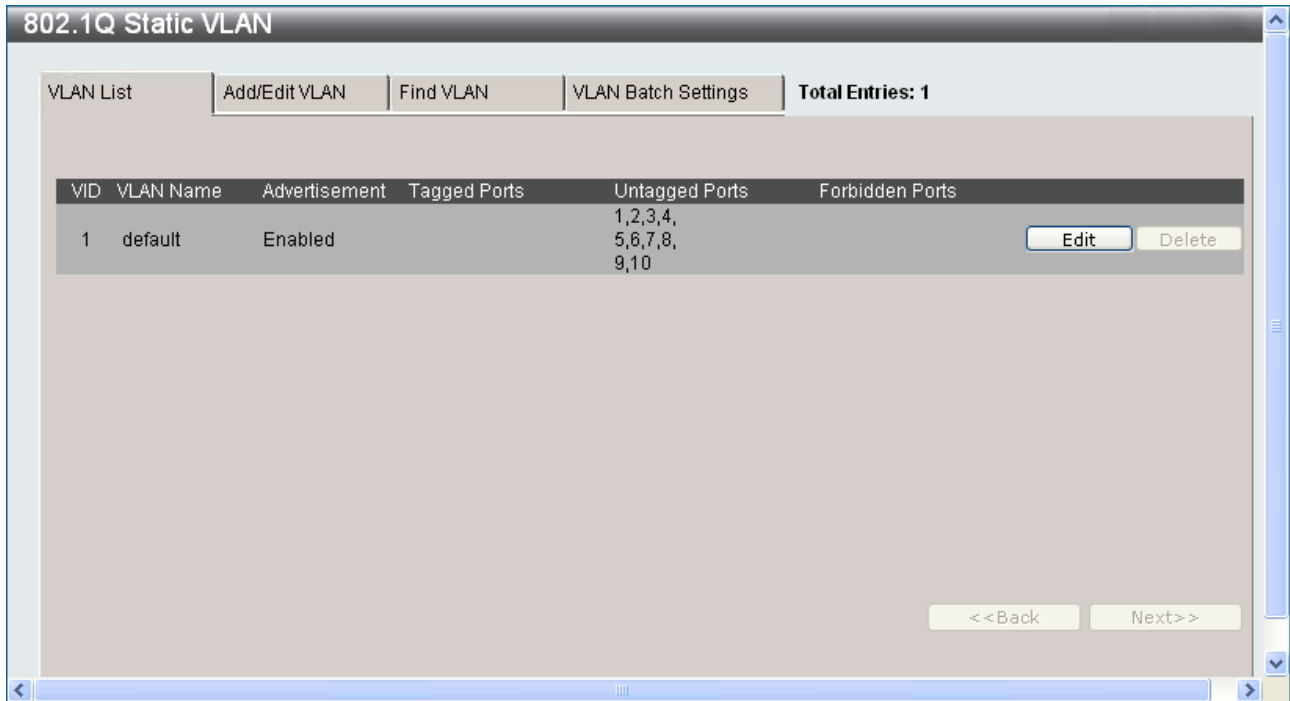 802.1Q Static VLAN
VLAN List Add/Edit VLAN Find VLAN VLAN Batch Settings Total Entries: 1
VID VLAN Name Advertisement Tagged Ports Untagged Ports Forbidden Ports
1 default Enabled 1,2,3,4,
5,6,7,8,
9,10
Edit Delete
<<Back Next>>